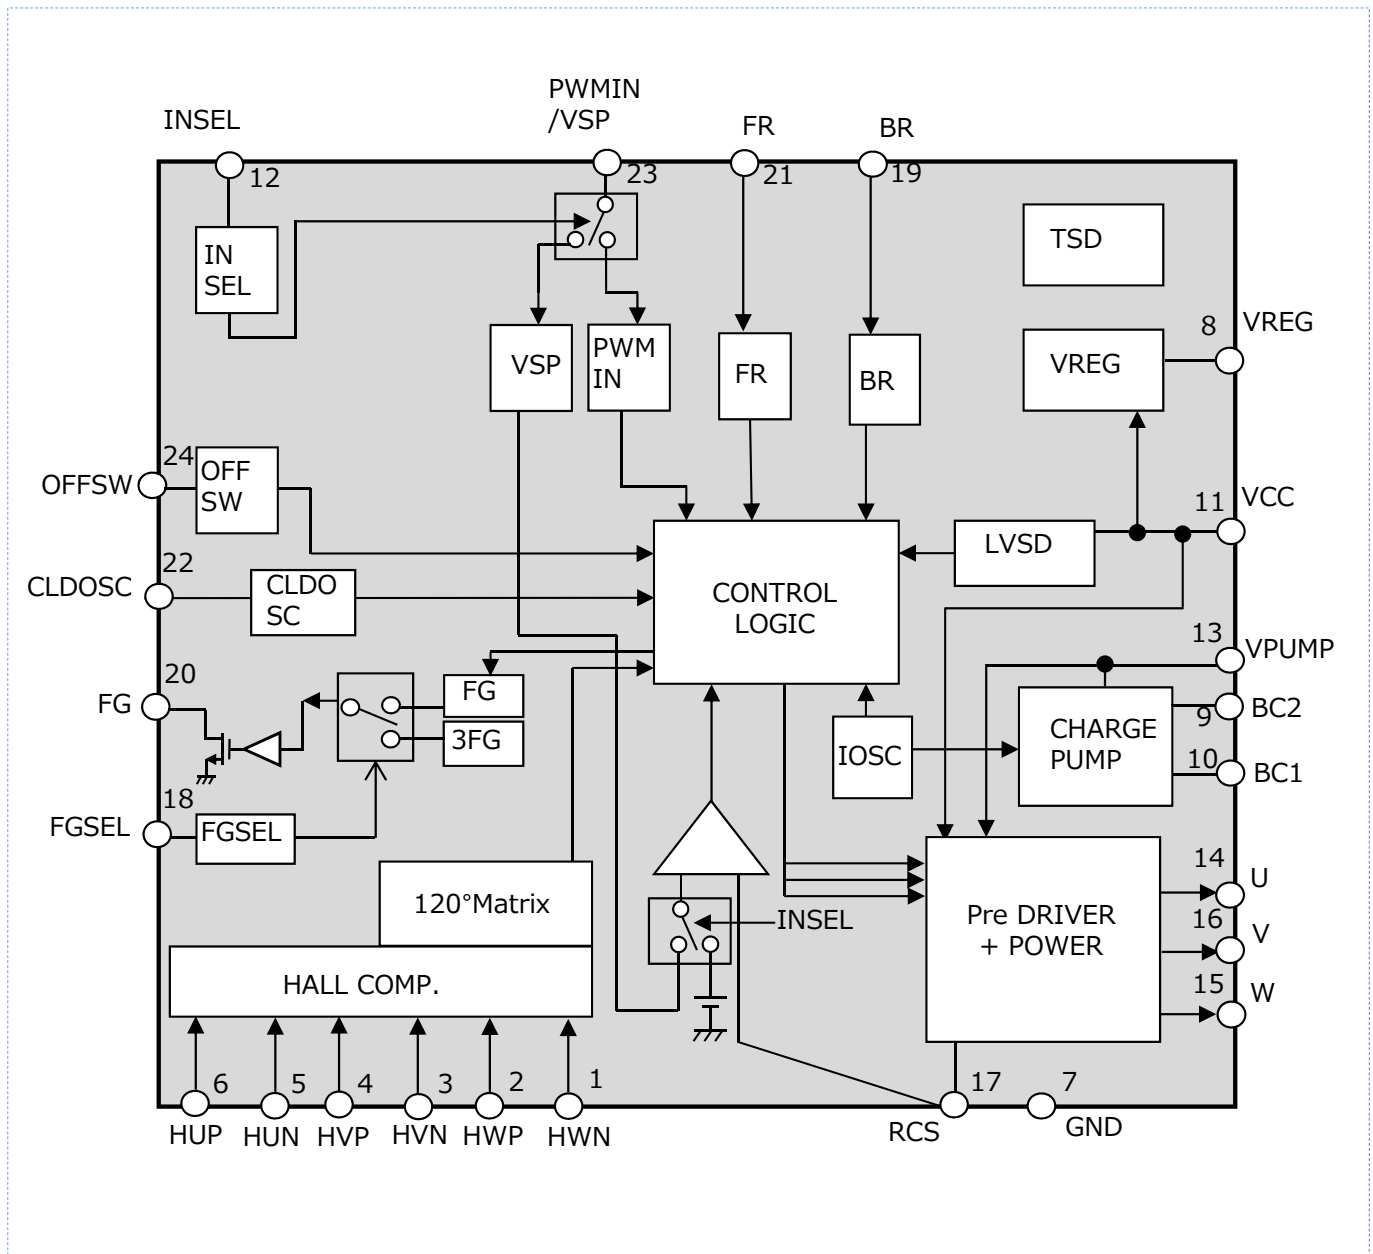 PWMIN
/VSP
INSEL
FR
BR
12
23
21
19
IN
SEL
TSD
VREG
8
VSP
PWM
IN
FR
BR
VREG
24
OFFSW
OFF
SW
11
VCC
LVSD
22
CLDOSC
CLDO
SC
CONTROL
LOGIC
13
VPUMP
20
FG
FG
3FG
9
BC2
CHARGE
PUMP
IOSC
10
BC1
18
FGSEL
FGSEL
14
U
120°Matrix
INSEL
Pre DRIVER
+ POWER
16
V
HALL COMP.
15
W
6
5
4
3
2
1
17
7
HUP
HUN
HVP
HVN
HWP
HWN
RCS
GND